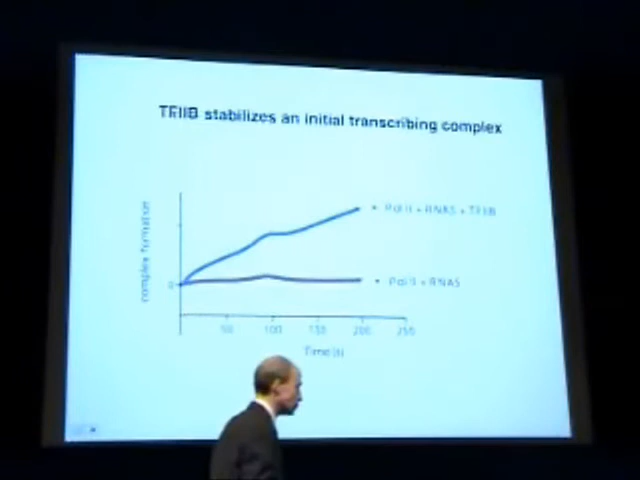 TFIIB stabilizes an initial transcribing complex
complex formation
• Pol II + RNAS + TFIIB
0
• Pol II + RNAS
50 100 150 200 250
Time (s)